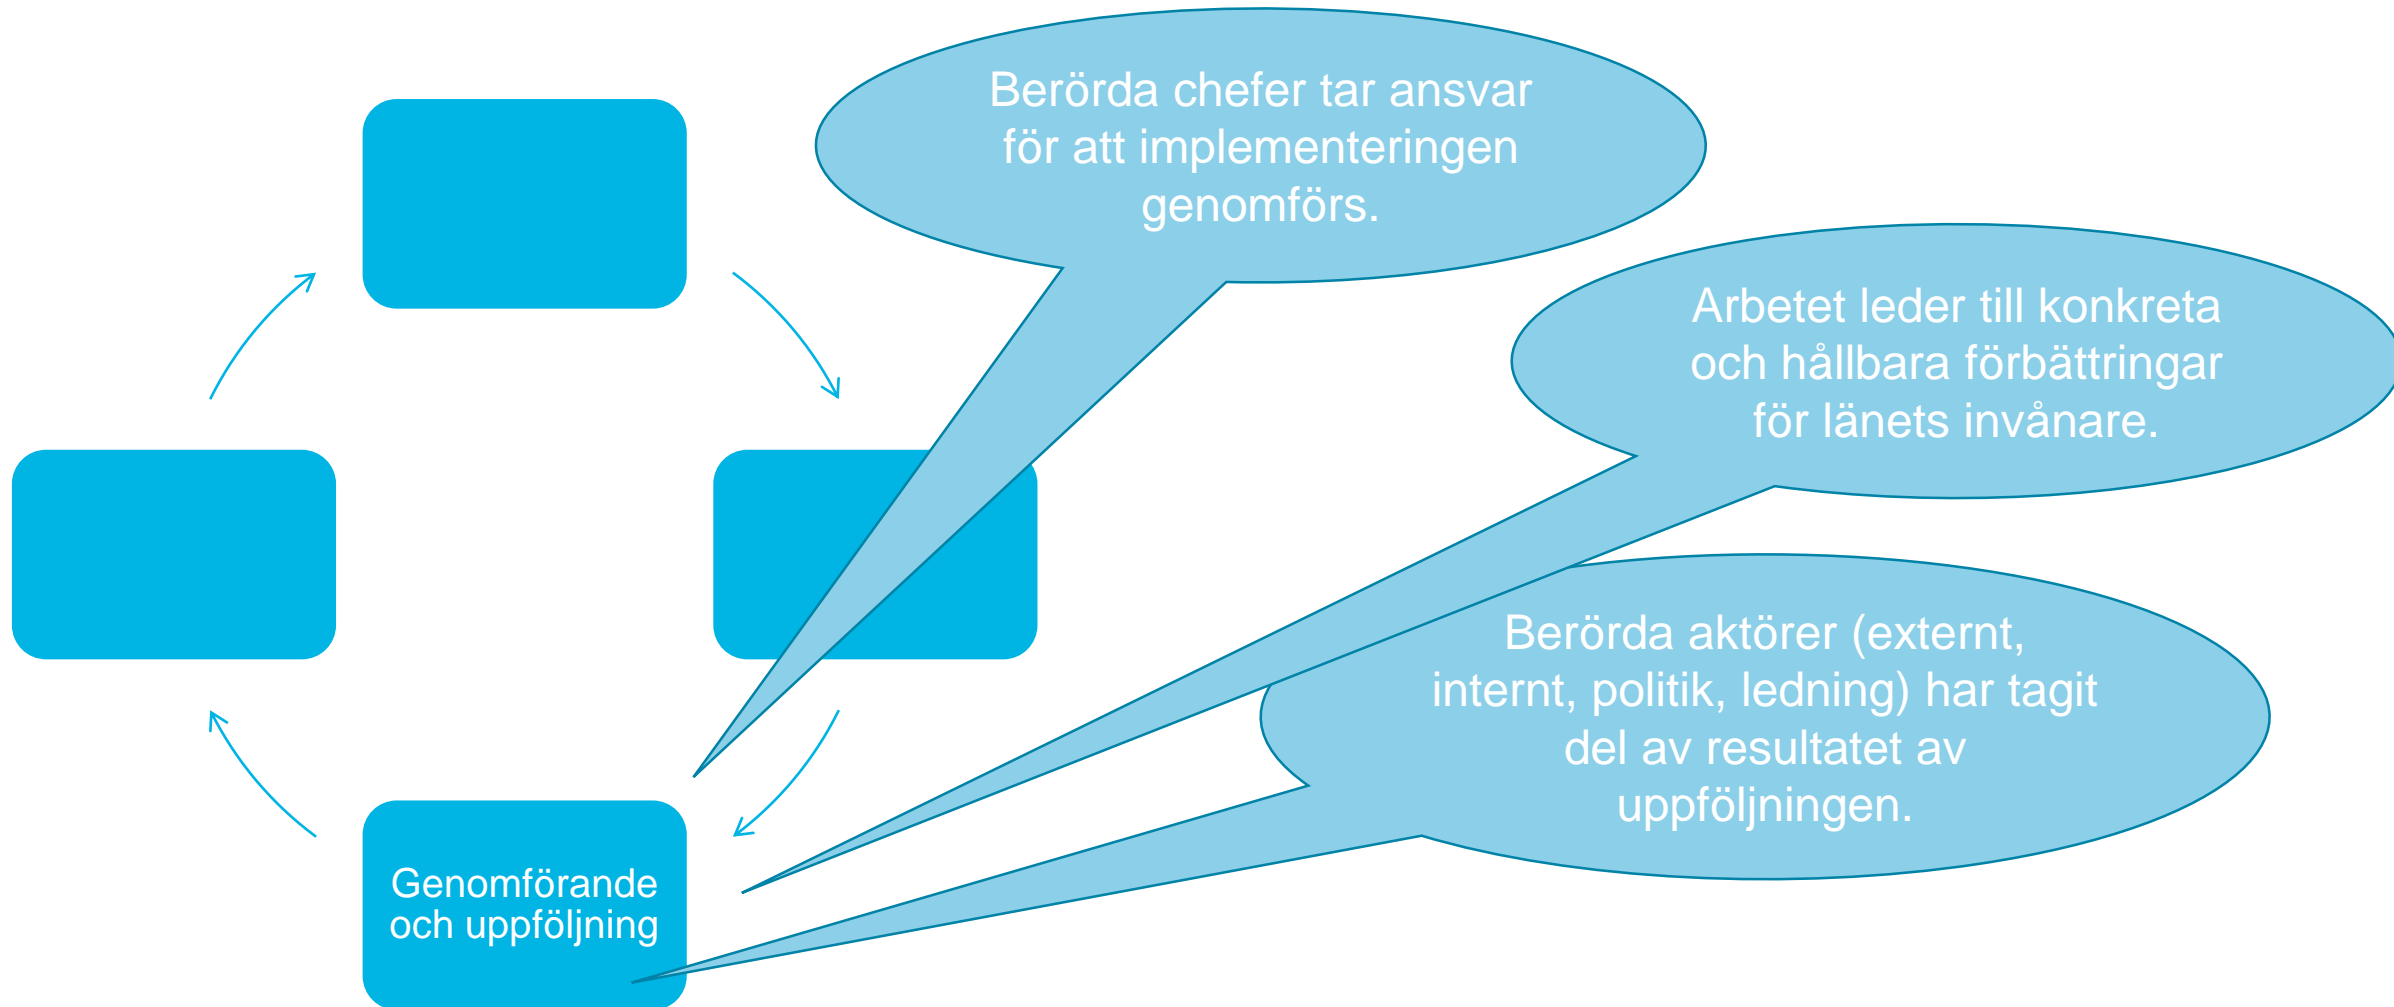 Berörda chefer tar ansvar
för att implementeringen
genomförs.
Arbetet leder till konkreta
och hållbara förbättringar
för länets invånare.
Berörda aktörer (externt,
internt, politik, ledning) har tagit
del av resultatet av
uppföljningen.
Genomförande
och uppföljning